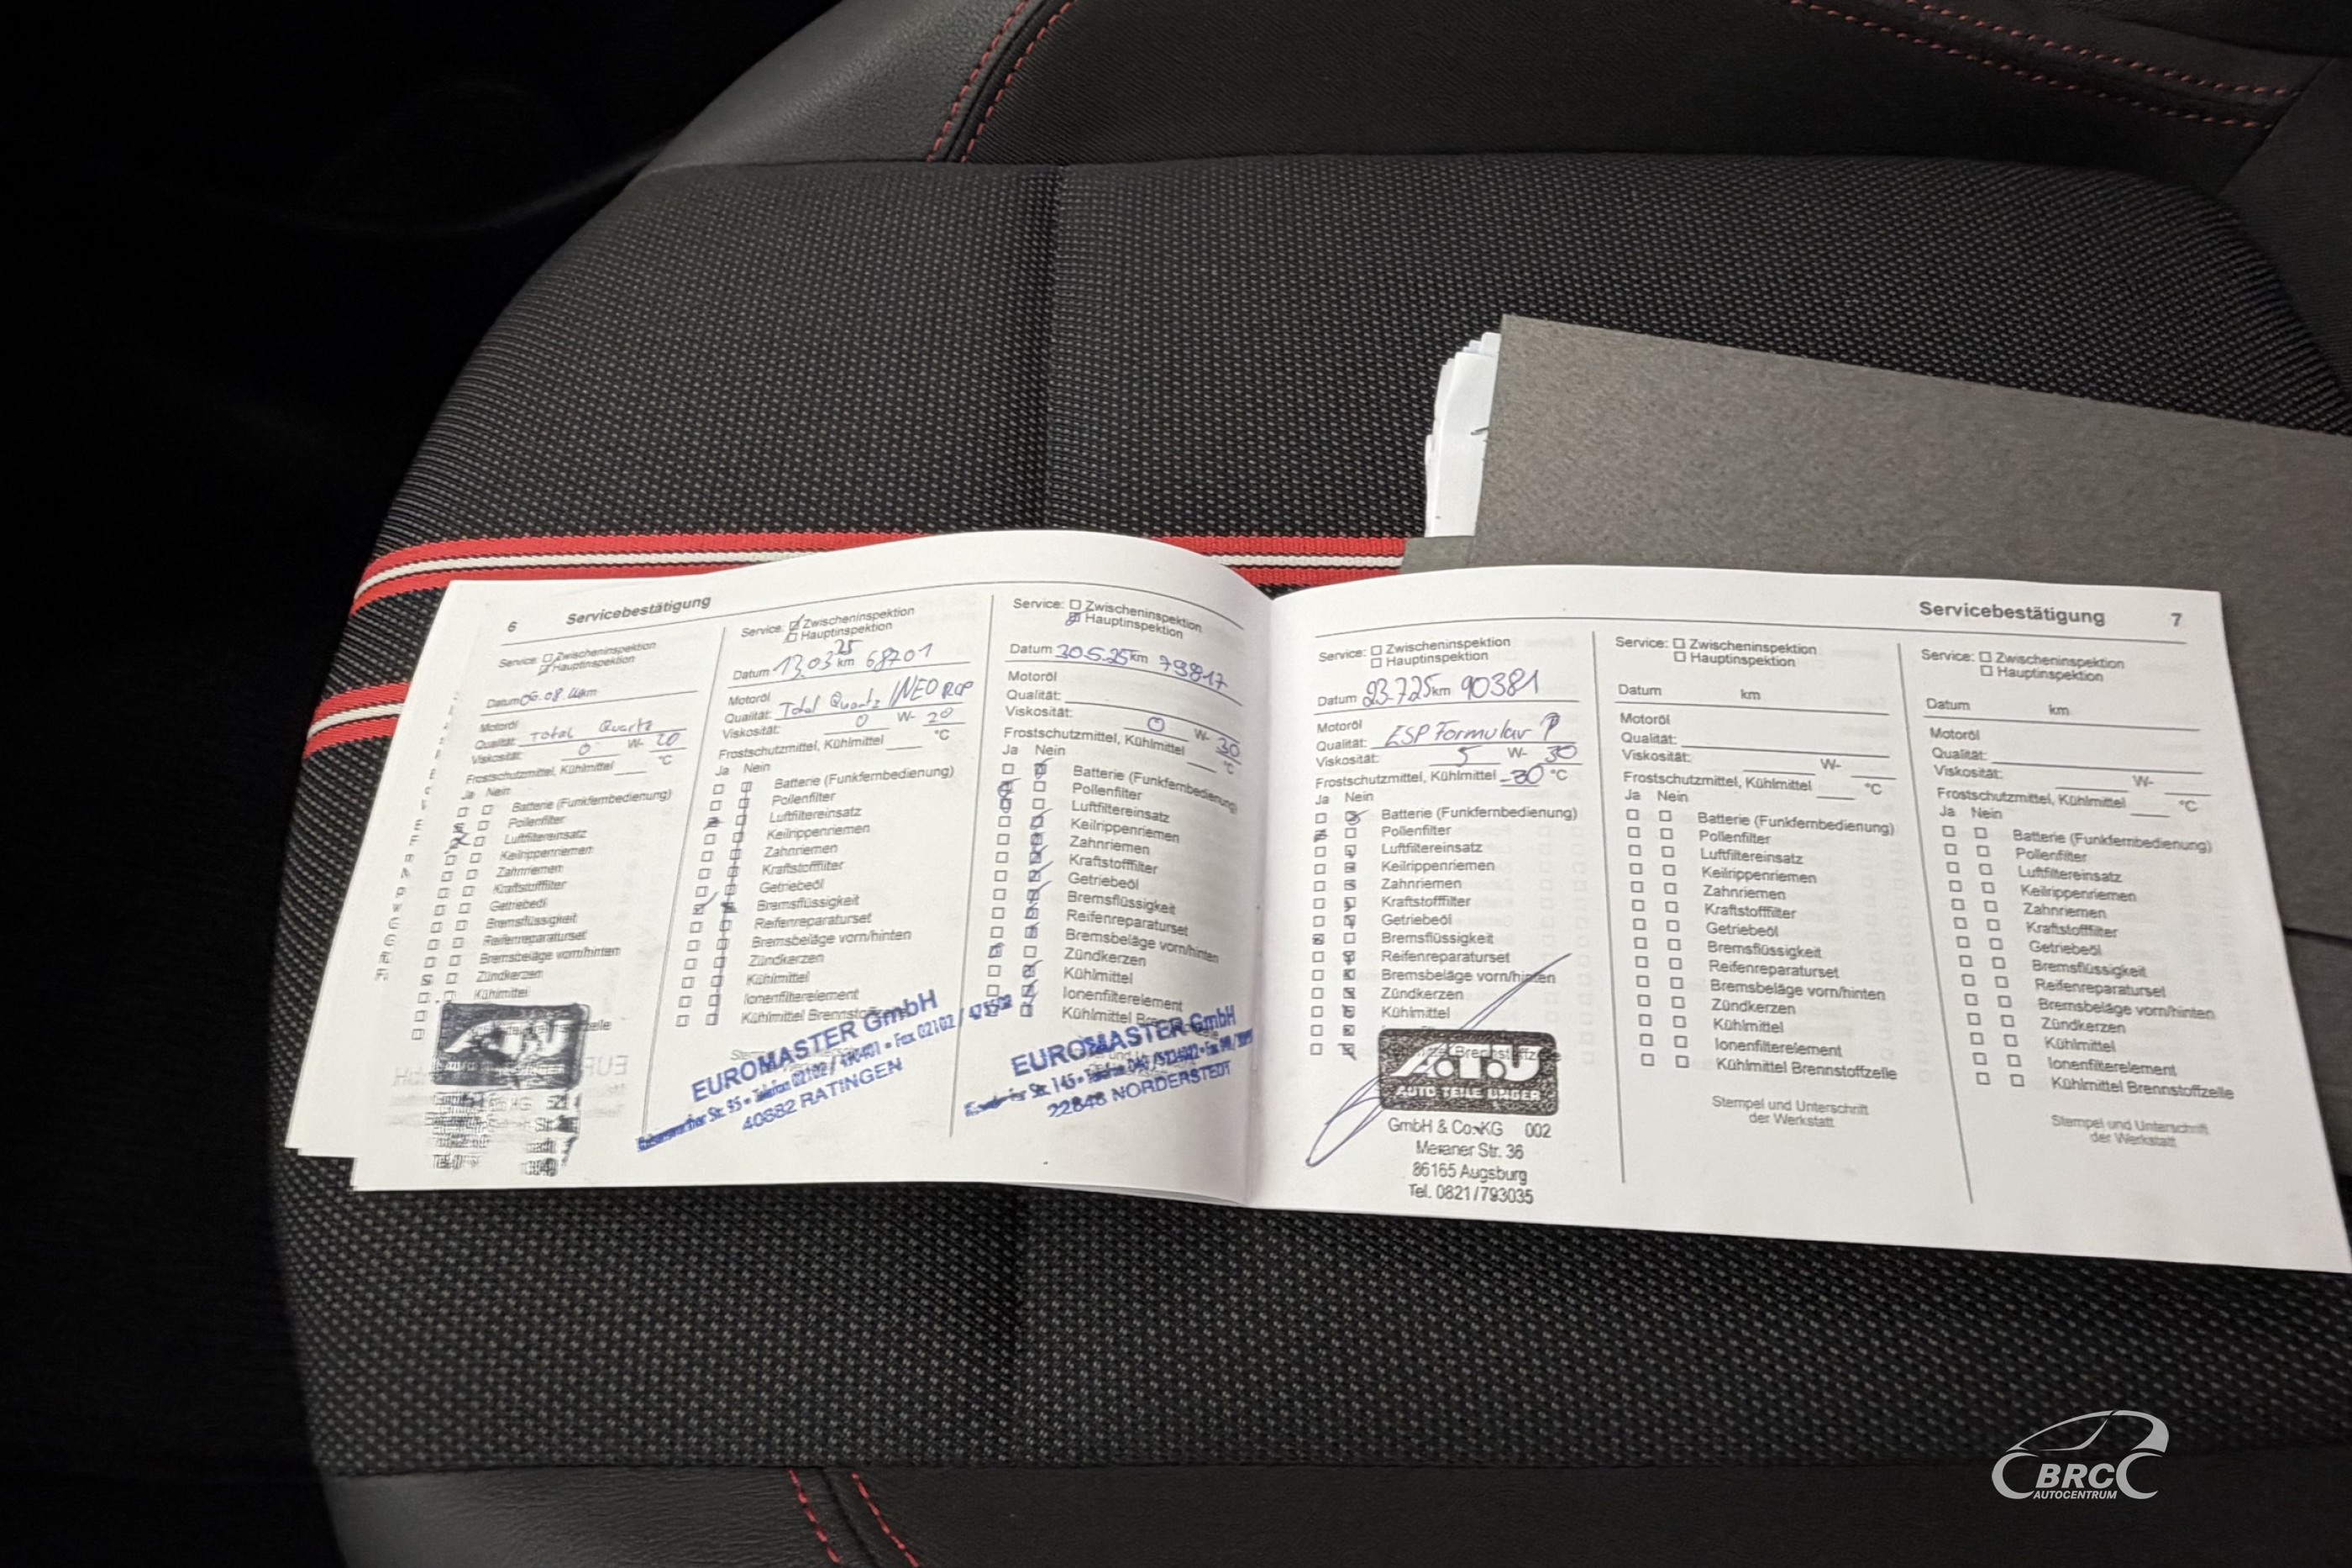 6 Servicebestätigung
Service: Zwischeninspektion
Hauptinspektion
Datum 06.08. km
Motoröl
Qualität: Total Quartz
Viskosität: 0 W- 20
Frostschutzmittel, Kühlmittel °C
Ja Nein
Batterie (Funkfernbedienung)
Pollenfilter
Luftfiltereinsatz
Keilrippenriemen
Zahnriemen
Kraftstofffilter
Getriebeöl
Bremsflüssigkeit
Reifenreparaturset
Bremsbeläge vorn/hinten
Zündkerzen
Kühlmittel
A.T.U
Service: Zwischeninspektion
Hauptinspektion
Datum 13.03 25 km 68701
Motoröl
Qualität: Total Quartz INEO RCP
Viskosität: 0 W- 20
Frostschutzmittel, Kühlmittel °C
Ja Nein
Batterie (Funkfernbedienung)
Pollenfilter
Luftfiltereinsatz
Keilrippenriemen
Zahnriemen
Kraftstofffilter
Getriebeöl
Bremsflüssigkeit
Reifenreparaturset
Bremsbeläge vorn/hinten
Zündkerzen
Kühlmittel
Ionenfilterelement
Kühlmittel
EUROMASTER GmbH
40882 RATINGEN
Service: Zwischeninspektion
Hauptinspektion
Datum 30.5.25 km 79817
Motoröl
Qualität:
Viskosität: 0 W- 30
Frostschutzmittel, Kühlmittel °C
Ja Nein
Batterie (Funkfernbedienung)
Pollenfilter
Luftfiltereinsatz
Keilrippenriemen
Zahnriemen
Kraftstofffilter
Getriebeöl
Bremsflüssigkeit
Reifenreparaturset
Bremsbeläge vorn/hinten
Zündkerzen
Kühlmittel
Ionenfilterelement
Kühlmittel
EUROMASTER GmbH
22848 NORDERSTEDT
Servicebestätigung 7
Service: Zwischeninspektion
Hauptinspektion
Datum 23.7.25 km 90381
Motoröl
Qualität: ESP Formular P
Viskosität: 5 W- 30
Frostschutzmittel, Kühlmittel -30 °C
Ja Nein
Batterie (Funkfernbedienung)
Pollenfilter
Luftfiltereinsatz
Keilrippenriemen
Zahnriemen
Kraftstofffilter
Getriebeöl
Bremsflüssigkeit
Reifenreparaturset
Bremsbeläge vorn/hinten
Zündkerzen
Kühlmittel
A.T.U
AUTO TEILE UNGER
GmbH & Co. KG 002
Meraner Str. 36
86165 Augsburg
Tel. 0821/793035
Service: Zwischeninspektion
Hauptinspektion
Datum km
Motoröl
Qualität:
Viskosität: W-
Frostschutzmittel, Kühlmittel °C
Ja Nein
Batterie (Funkfernbedienung)
Pollenfilter
Luftfiltereinsatz
Keilrippenriemen
Zahnriemen
Kraftstofffilter
Getriebeöl
Bremsflüssigkeit
Reifenreparaturset
Bremsbeläge vorn/hinten
Zündkerzen
Kühlmittel
Ionenfilterelement
Kühlmittel Brennstoffzelle
Stempel und Unterschrift
der Werkstatt
Service: Zwischeninspektion
Hauptinspektion
Datum km
Motoröl
Qualität:
Viskosität: W-
Frostschutzmittel, Kühlmittel °C
Ja Nein
Batterie (Funkfernbedienung)
Pollenfilter
Luftfiltereinsatz
Keilrippenriemen
Zahnriemen
Kraftstofffilter
Getriebeöl
Bremsflüssigkeit
Reifenreparaturset
Bremsbeläge vorn/hinten
Zündkerzen
Kühlmittel
Ionenfilterelement
Kühlmittel Brennstoffzelle
Stempel und Unterschrift
der Werkstatt
BRC
AUTOCENTRUM